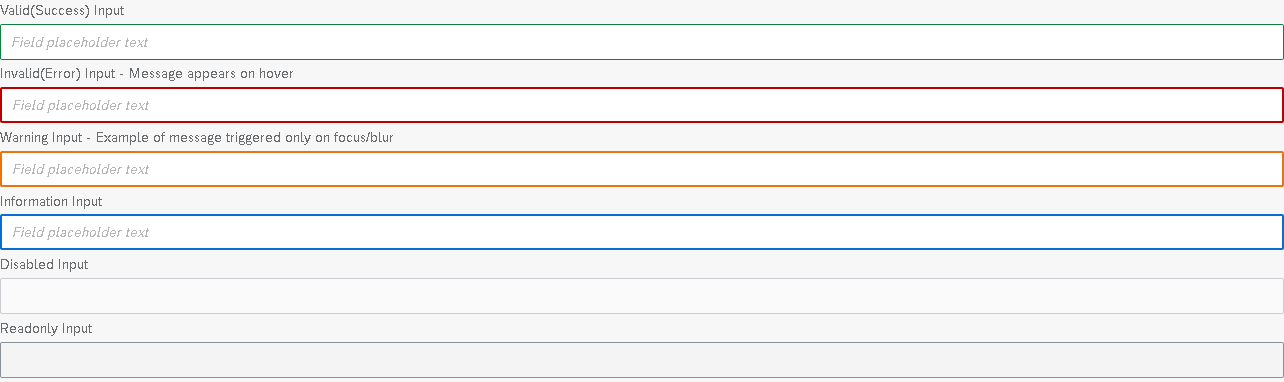 Valid(Success) Input
Field placeholder text
Invalid(Error) Input - Message appears on hover
Field placeholder text
Warning Input - Example of message triggered only on focus/blur
Field placeholder text
Information Input
Field placeholder text
Disabled Input
Readonly Input